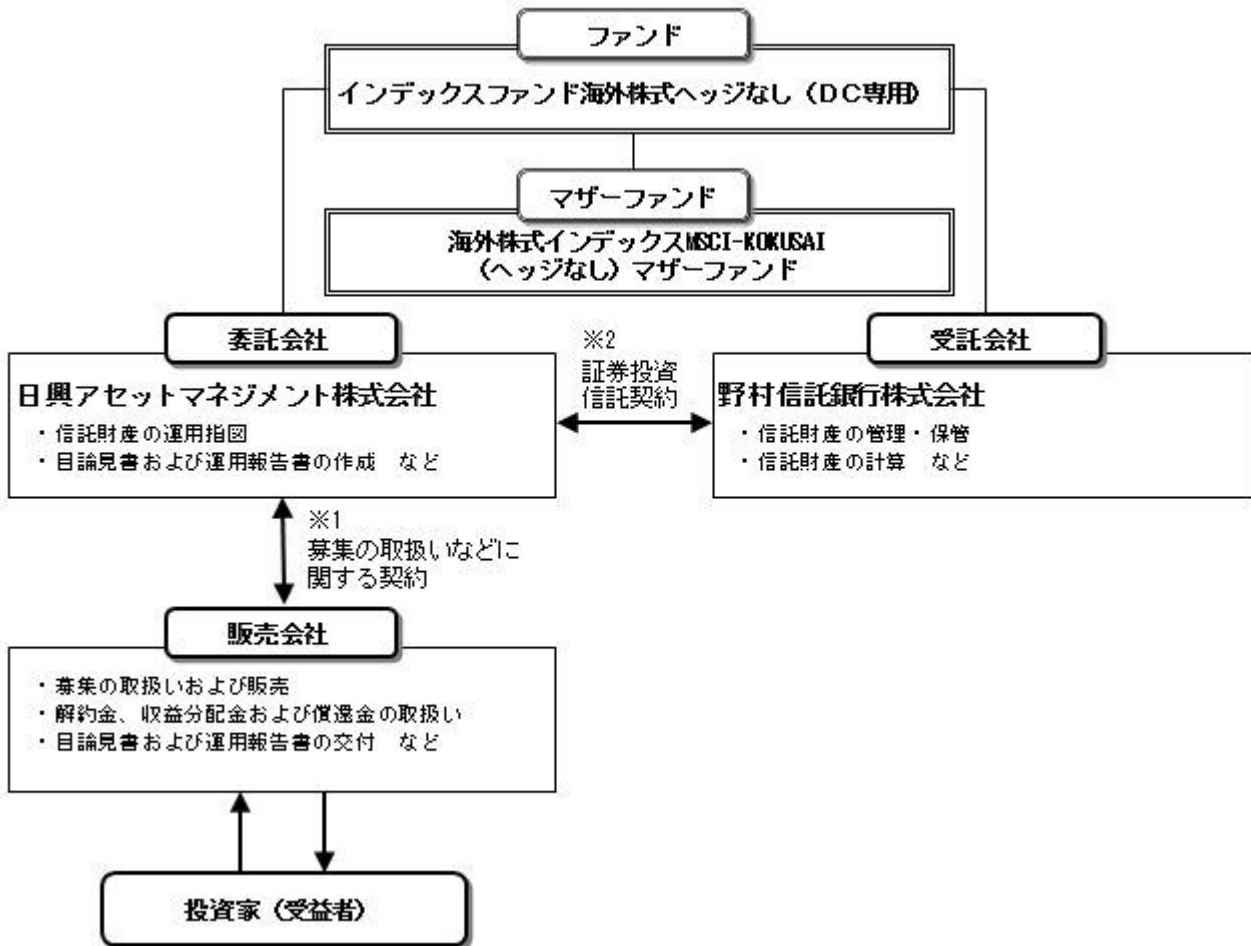 ファンド
インデックスファンド海外株式ヘッジなし（ＤＣ専用）
マザーファンド
海外株式インデックスMSCI-KOKUSAI
（ヘッジなし）マザーファンド
委託会社
日興アセットマネジメント株式会社
・信託財産の運用指図
・目論見書および運用報告書の作成　など
※2
証券投資
信託契約
受託会社
野村信託銀行株式会社
・信託財産の管理・保管
・信託財産の計算　など
※1
募集の取扱いなどに
関する契約
販売会社
・募集の取扱いおよび販売
・解約金、収益分配金および償還金の取扱い
・目論見書および運用報告書の交付　など
投資家（受益者）